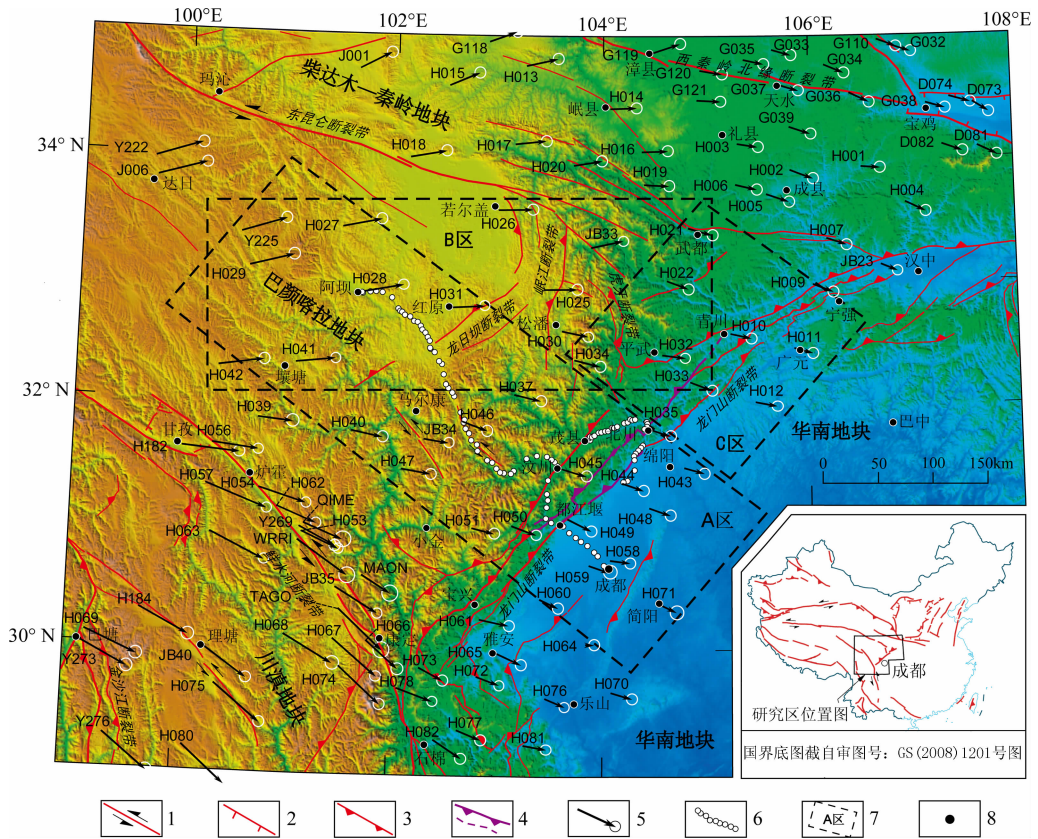 100°E 102°E 104°E 106°E 108°E
34°N
32°N
30°N
G118
G119
G035
G033
G110
G032
J001
H015
H013
漳县
G120
西秦岭北缘断裂带
G034
玛沁
柴达木—秦岭地块
H014
岷县
G121
G037
天水
G036
G038
D074
D073
宝鸡
东昆仑断裂带
G039
礼县
Y222
H018
H017
H016
H003
D082
D081
J006
达日
H020
H019
H002
H001
H006
H005
成县
H004
若尔盖
H026
Y225
H027
B区
JB33
H021
武都
H007
H029
岷江断裂带
虎牙断裂带
JB23
汉中
阿坝
H028
巴颜喀拉地块
H031
红原
H025
H022
H009
宁强
龙日坝断裂带
松潘
H030
青川
H010
H034
平武
H032
H011
广元
H041
H042
壤塘
H033
H012
H037
龙门山断裂带
H039
马尔康
H046
H035
巴中
甘孜
H056
H040
JB34
茂县
北川
C区
华南地块
H182
绵阳
H057
炉霍
H047
汶川
H045
H043
0 50 100 150km
H054
H062
H044
QIME
H063
Y269
H053
H051
H050
都江堰
H048
A区
WRRI
小金
H049
鲜水河断裂带
JB35
MAON
H058
H059
成都
龙门山断裂带
H184
TAGO
宝兴
H060
H071
简阳
H069
巴塘
H068
H067
H066
康定
H061
雅安
H064
理塘
Y273
JB40
H065
H073
H072
金沙江断裂带
H075
川滇地块
H074
H078
H076
乐山
H070
Y276
H080
H082
石棉
H077
H081
华南地块
成都
研究区位置图
国界底图截自审图号：GS(2008)1201号图
1 2 3 4 5 6 A区 7 8